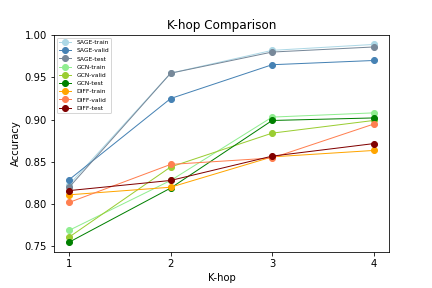 K-hop Comparison
1.00
0.95
0.90
0.85
0.80
0.75
Accuracy
SAGE-train
SAGE-valid
SAGE-test
GCN-train
GCN-valid
GCN-test
DIFF-train
DIFF-valid
DIFF-test
1 2 3 4
K-hop